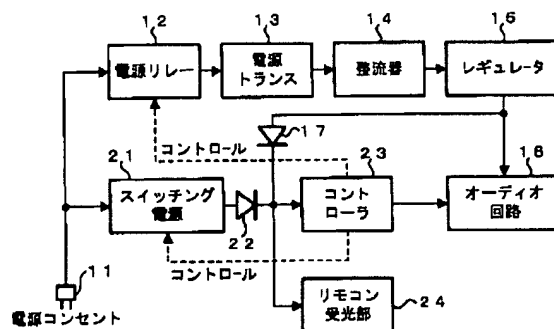 12
13
14
15
電源リレー
電源
トランス
整流器
レギュレータ
17
コントロール
21
23
16
スイッチング
電源
コント
ローラ
オーディオ
回路
22
コントロール
11
電源コンセント
リモコン
受光部
24